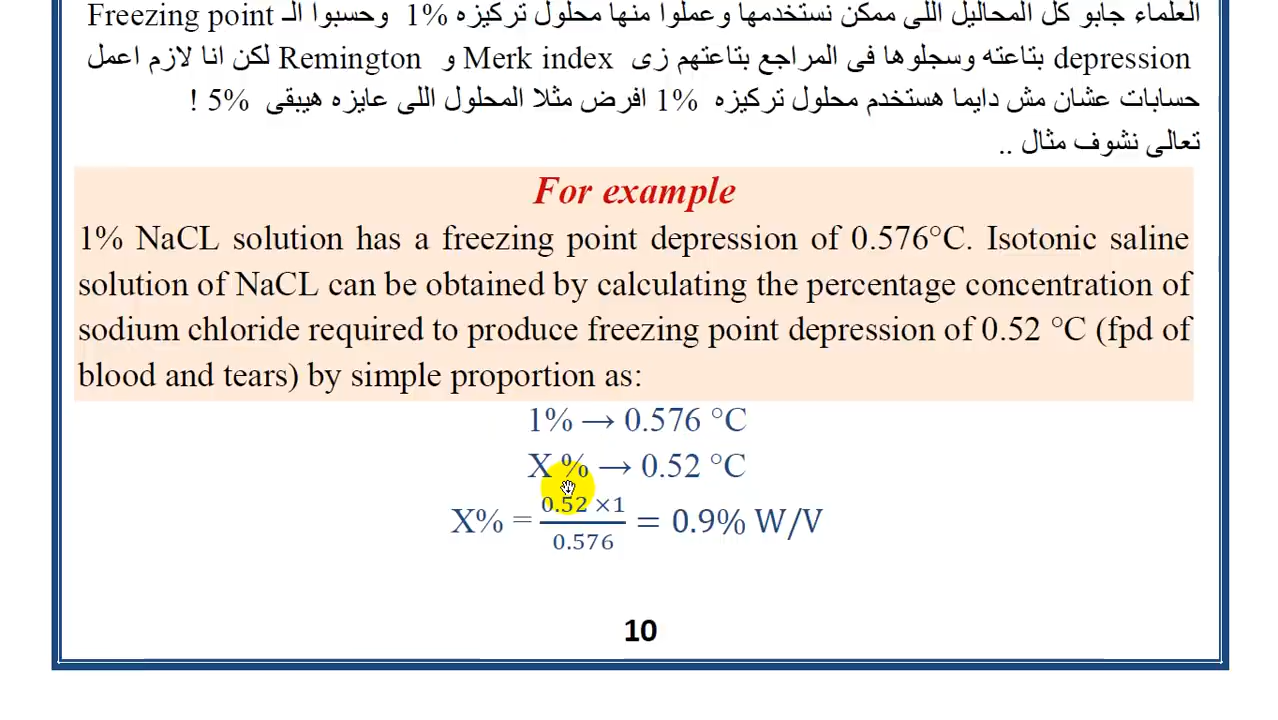 العلماء جابو كل المحاليل اللى ممكن نستخدمها وعملوا منها محلول تركيزه 1% وحسبوا الـ Freezing point
depression بتاعته وسجلوها فى المراجع بتاعتهم زى Merk index و Remington لكن انا لازم اعمل
حسابات عشان مش دايما هستخدم محلول تركيزه 1% افرض مثلا المحلول اللى عايزه هيبقى 5% !
تعالى نشوف مثال ..
For example
1% NaCL solution has a freezing point depression of 0.576°C. Isotonic saline
solution of NaCL can be obtained by calculating the percentage concentration of
sodium chloride required to produce freezing point depression of 0.52 °C (fpd of
blood and tears) by simple proportion as:
1% → 0.576 °C
X % → 0.52 °C
X% = 0.52 ×1 / 0.576 = 0.9% W/V
10